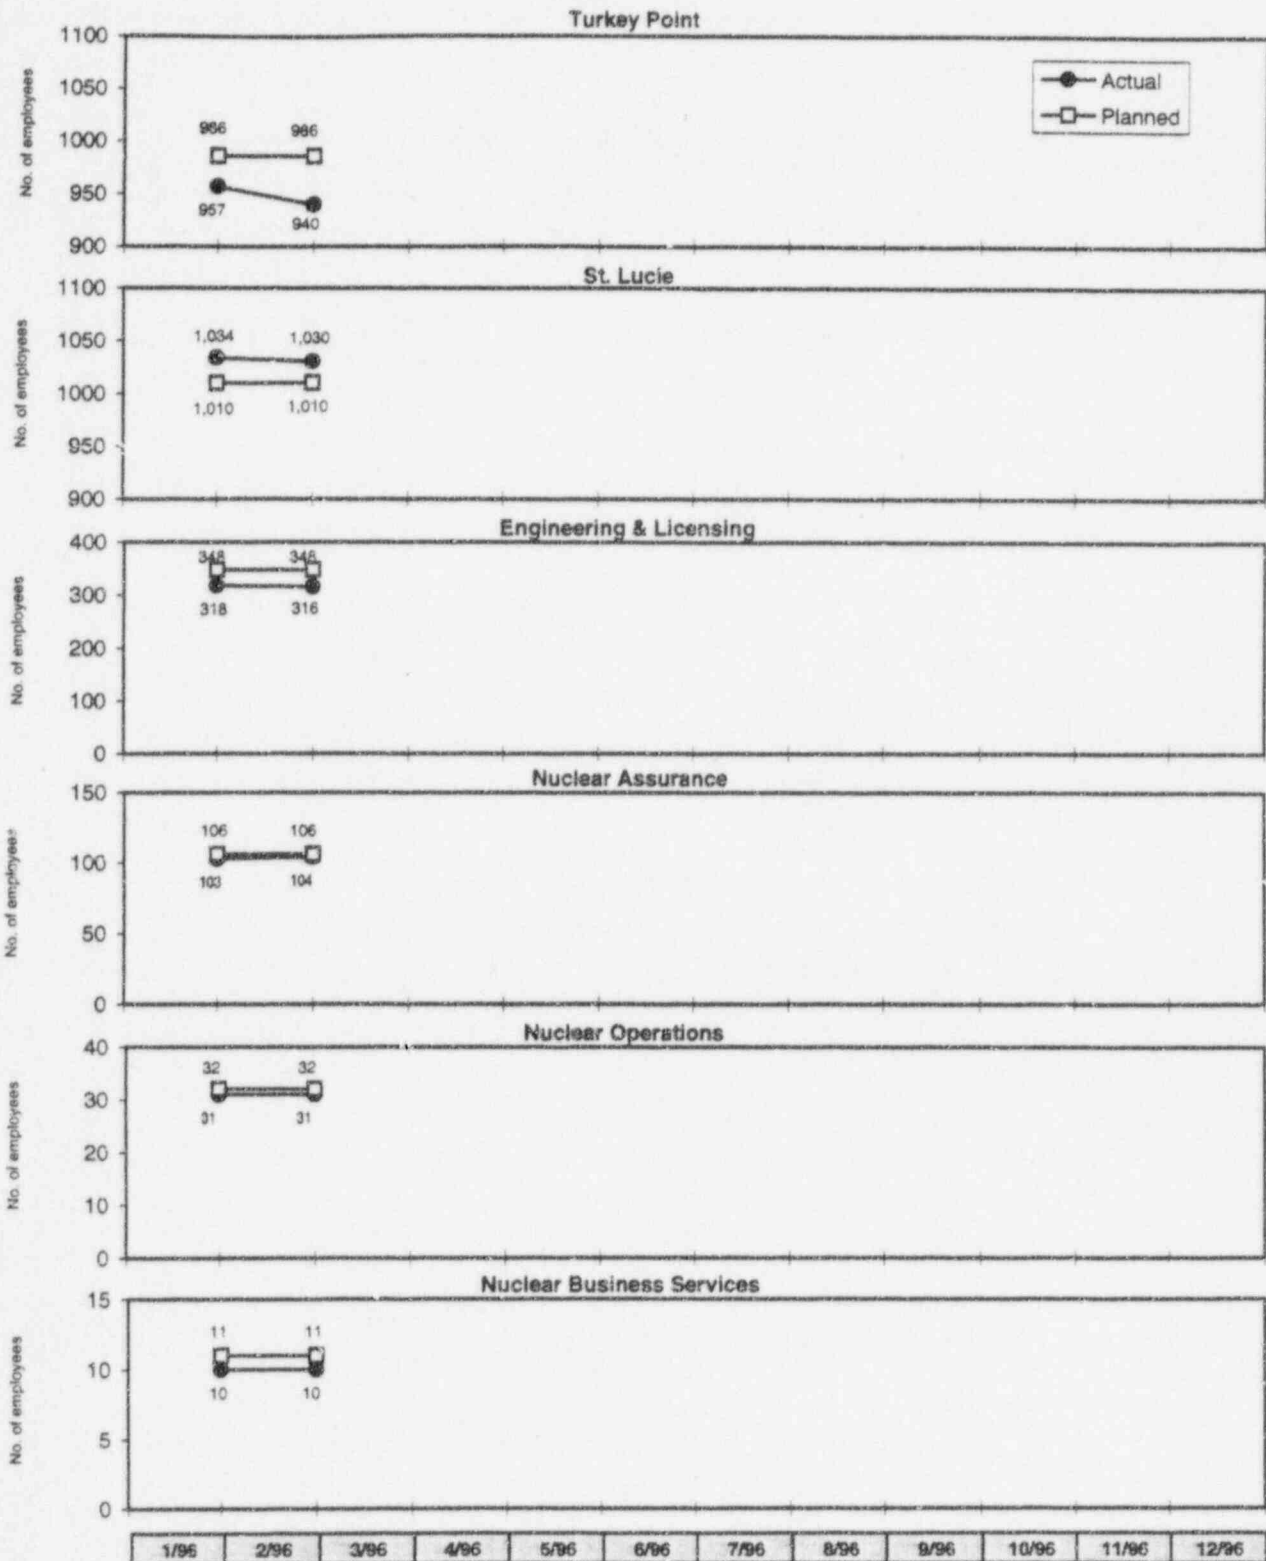 Turkey Point
1100
1050
1000
950
900
No. of employees
986 986
957
940
Actual
Planned
St. Lucie
1100
1050
1000
950
900
No. of employees
1,034 1,030
1,010 1,010
Engineering & Licensing
400
300
200
100
0
No. of employees
348 348
318 316
Nuclear Assurance
150
100
50
0
No. of employees
106 106
103 104
Nuclear Operations
40
30
20
10
0
No. of employees
32 32
31 31
Nuclear Business Services
15
10
5
0
No. of employees
11 11
10 10
1/96 2/96 3/96 4/96 5/96 6/96 7/96 8/96 9/96 10/96 11/96 12/96